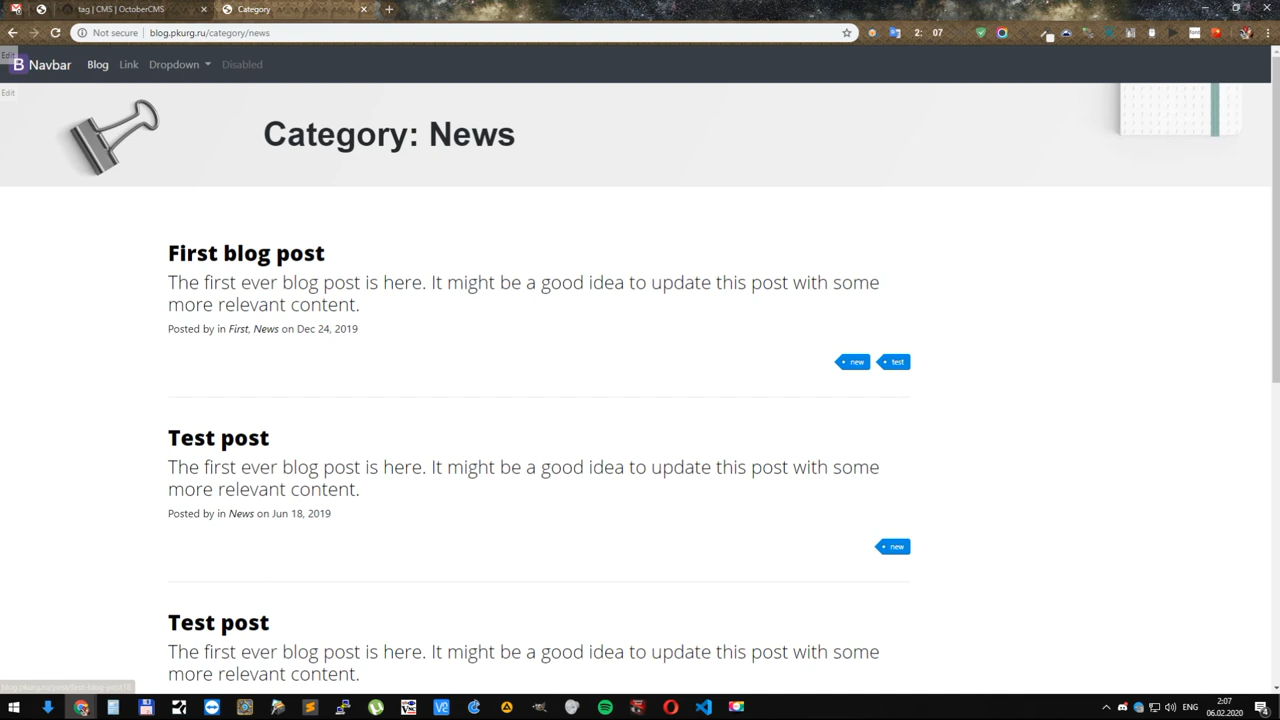 tag | CMS | OctoberCMS
Category
Not secure
blog.pkurg.ru/category/news
2: 07
Edit
B Navbar
Blog
Link
Dropdown
Disabled
Edit
Category: News
First blog post
The first ever blog post is here. It might be a good idea to update this post with some
more relevant content.
Posted by in First, News on Dec 24, 2019
new
test
Test post
The first ever blog post is here. It might be a good idea to update this post with some
more relevant content.
Posted by in News on Jun 18, 2019
new
Test post
The first ever blog post is here. It might be a good idea to update this post with some
more relevant content.
ENG
2:07
06.02.2020
4